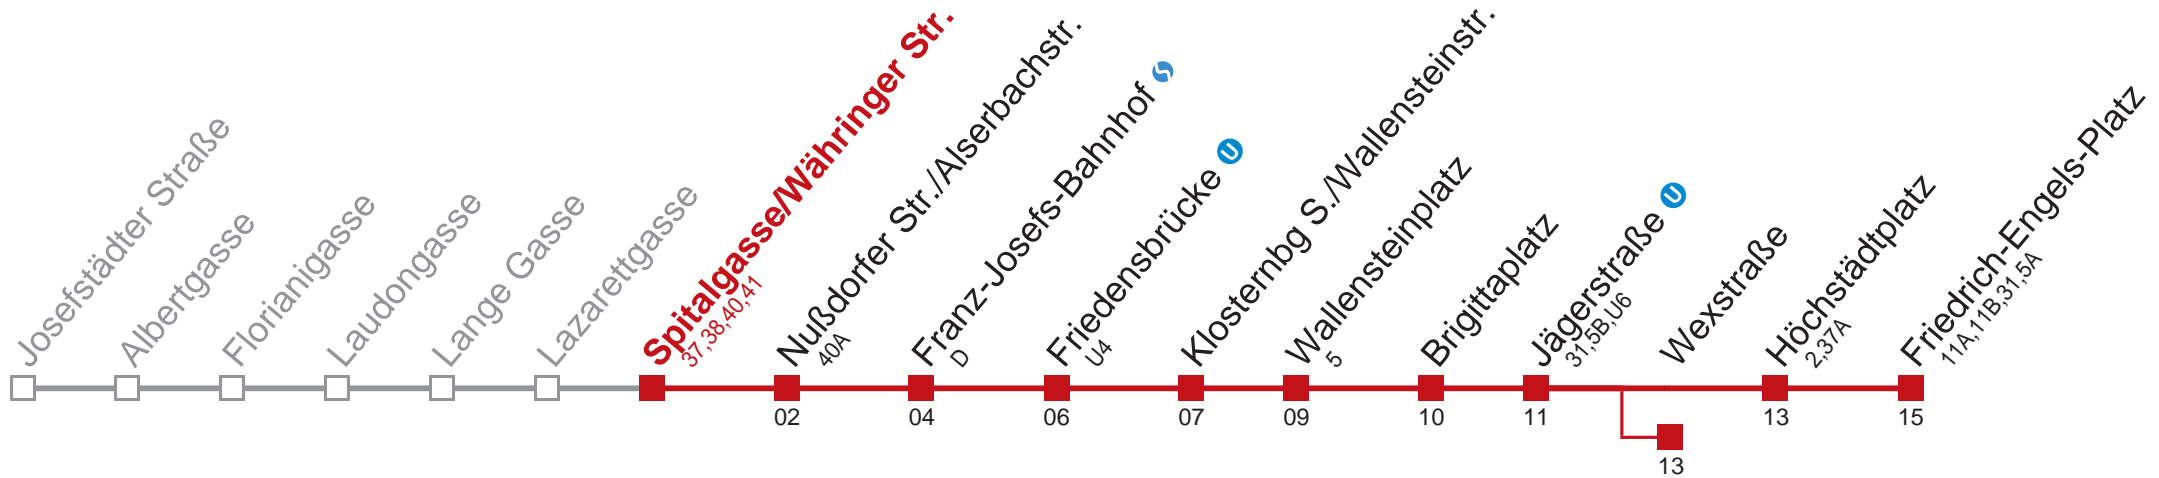 Josefstädter Straße
Albertgasse
Florianigasse
Laudongasse
Lange Gasse
Lazarettgasse
Spitalgasse/Währinger Str.
37,38,40,41
Nußdorfer Str./Alserbachstr.
40A
02
Franz-Josefs-Bahnhof S
D
04
Friedensbrücke U
U4
06
Klosternbg S./Wallensteinstr.
07
Wallensteinplatz
5
09
Brigittaplatz
10
Jägerstraße U
31,5B,U6
11
Wexstraße
13
Höchstädtplatz
2,37A
13
Friedrich-Engels-Platz
11A,11B,31,5A
15